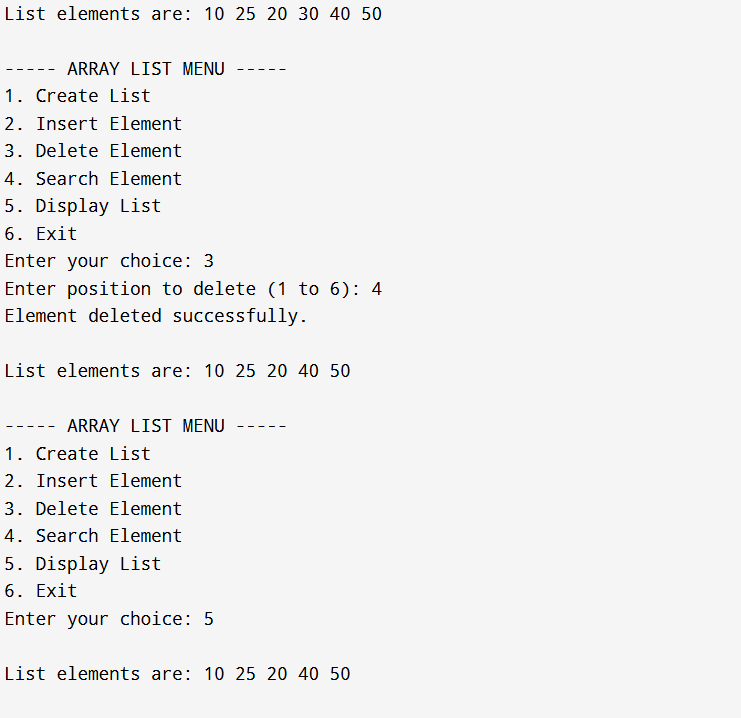 List elements are: 10 25 20 30 40 50
----- ARRAY LIST MENU -----
1. Create List
2. Insert Element
3. Delete Element
4. Search Element
5. Display List
6. Exit
Enter your choice: 3
Enter position to delete (1 to 6): 4
Element deleted successfully.
List elements are: 10 25 20 40 50
----- ARRAY LIST MENU -----
1. Create List
2. Insert Element
3. Delete Element
4. Search Element
5. Display List
6. Exit
Enter your choice: 5
List elements are: 10 25 20 40 50